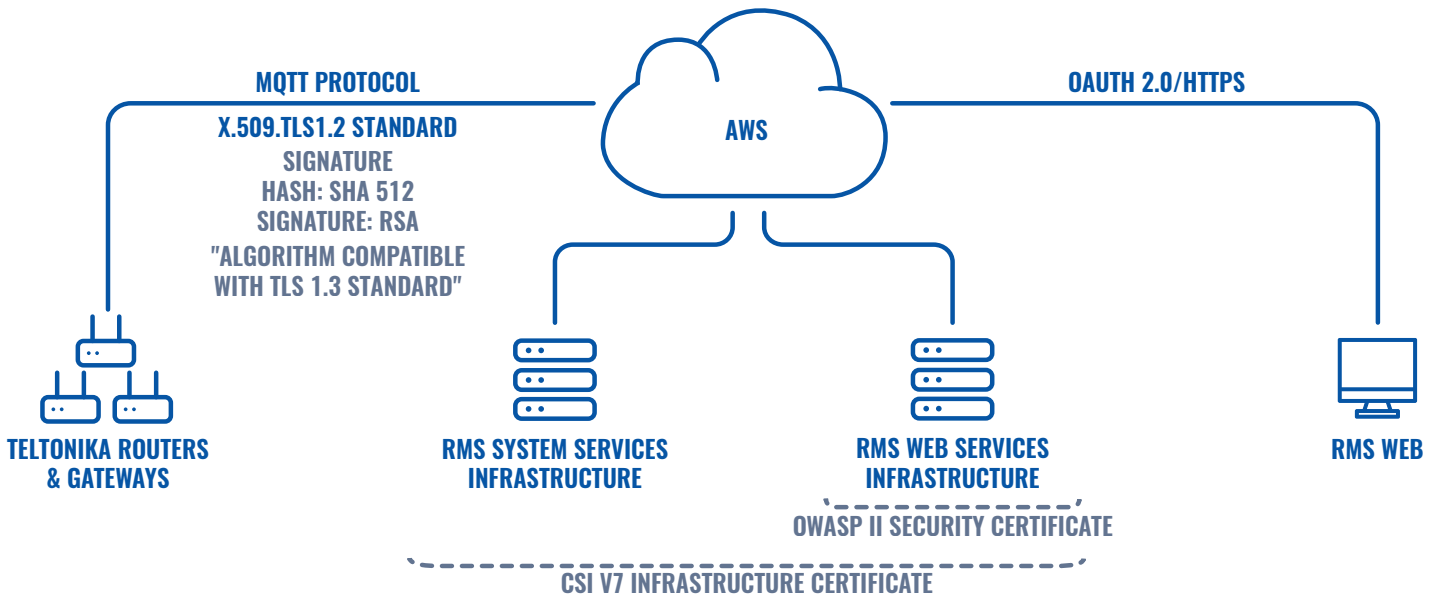 MQTT PROTOCOL
X.509.TLS1.2 STANDARD
SIGNATURE
HASH: SHA 512
SIGNATURE: RSA
"ALGORITHM COMPATIBLE
WITH TLS 1.3 STANDARD"
AWS
OAUTH 2.0/HTTPS
TELTONIKA ROUTERS
& GATEWAYS
RMS SYSTEM SERVICES
INFRASTRUCTURE
RMS WEB SERVICES
INFRASTRUCTURE
RMS WEB
OWASP II SECURITY CERTIFICATE
CSI V7 INFRASTRUCTURE CERTIFICATE